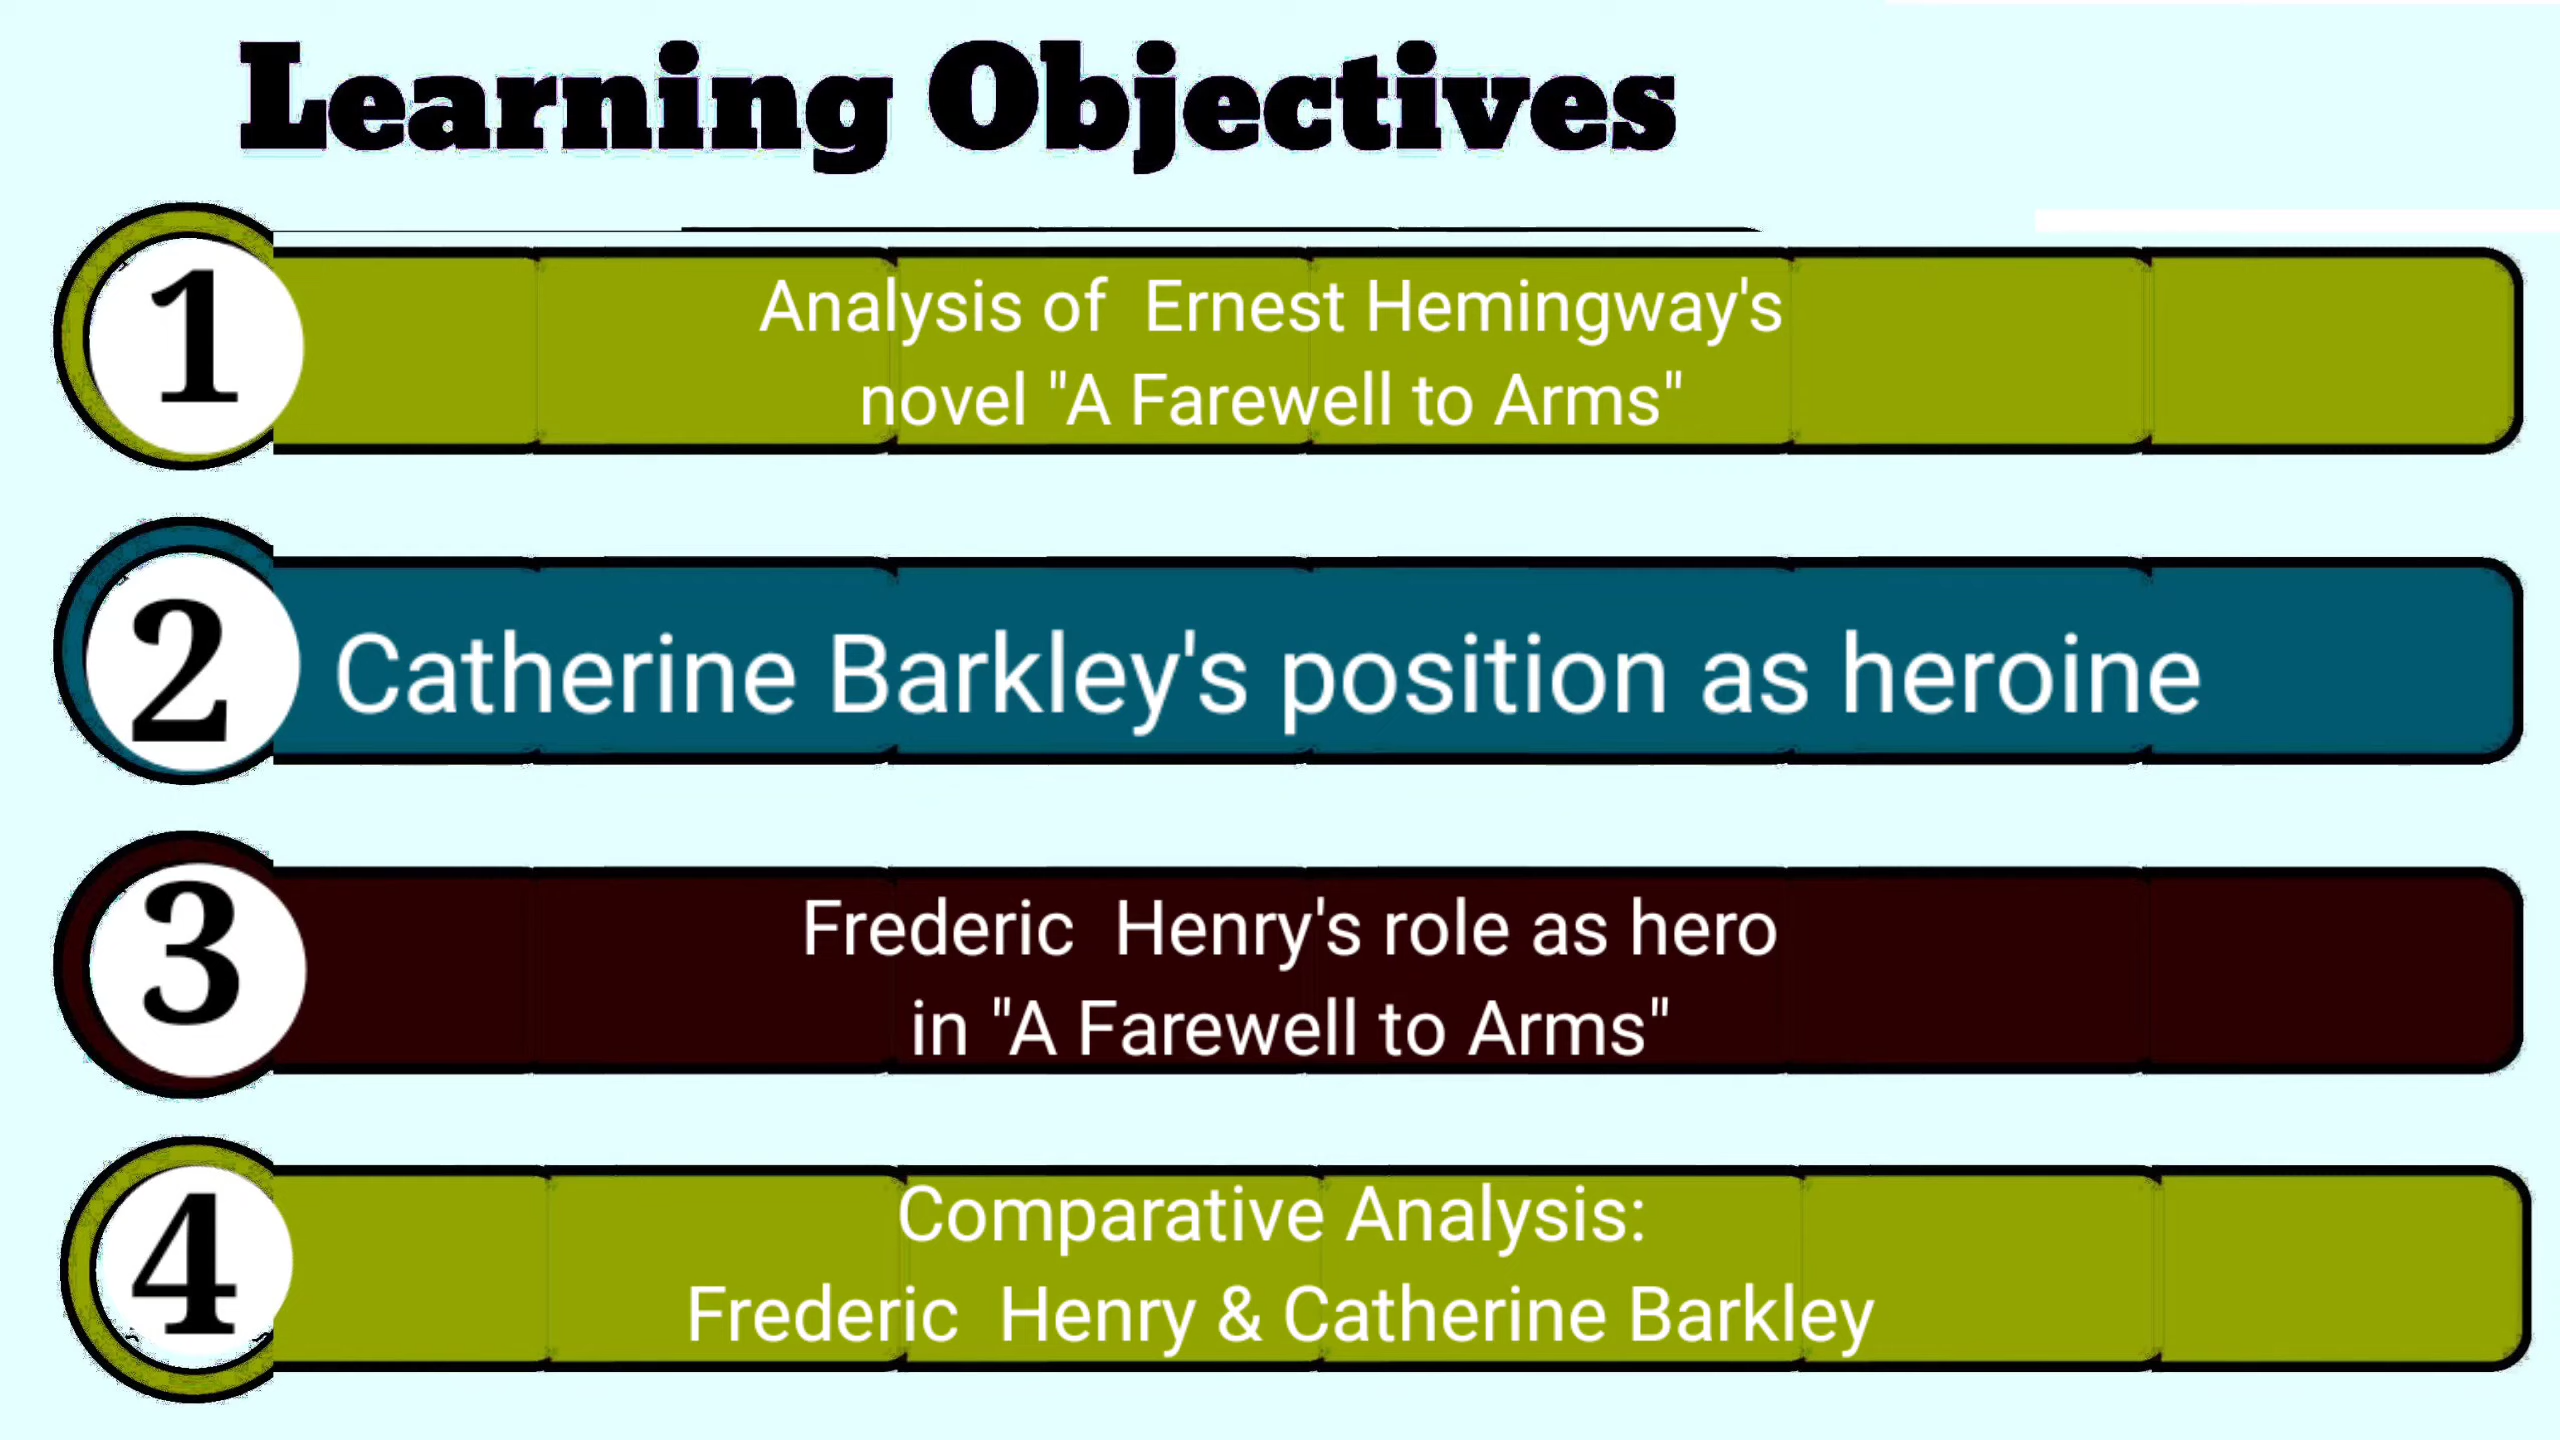 Learning Objectives
1
Analysis of  Ernest Hemingway's
novel "A Farewell to Arms"
2
Catherine Barkley's position as heroine
3
Frederic  Henry's role as hero
in "A Farewell to Arms"
4
Comparative Analysis:
Frederic  Henry & Catherine Barkley